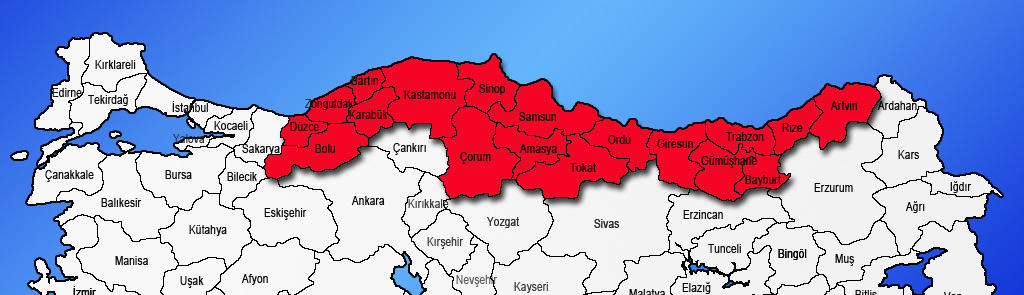 Kırklareli
Edirne
Tekirdağ
İstanbul
Kocaeli
Yalova
Sakarya
Düzce
Zonguldak
Bartın
Karabük
Bolu
Kastamonu
Sinop
Samsun
Çorum
Amasya
Tokat
Ordu
Giresun
Trabzon
Gümüşhane
Bayburt
Rize
Artvin
Ardahan
Kars
Iğdır
Ağrı
Erzurum
Çankırı
Çanakkale
Balıkesir
Bursa
Bilecik
Eskişehir
Ankara
Kırıkkale
Yozgat
Sivas
Erzincan
Kütahya
Kırşehir
Tunceli
Bingöl
Muş
Manisa
Uşak
Afyon
Nevşehir
Kayseri
Malatya
Elazığ
Bitlis
Van
İzmir